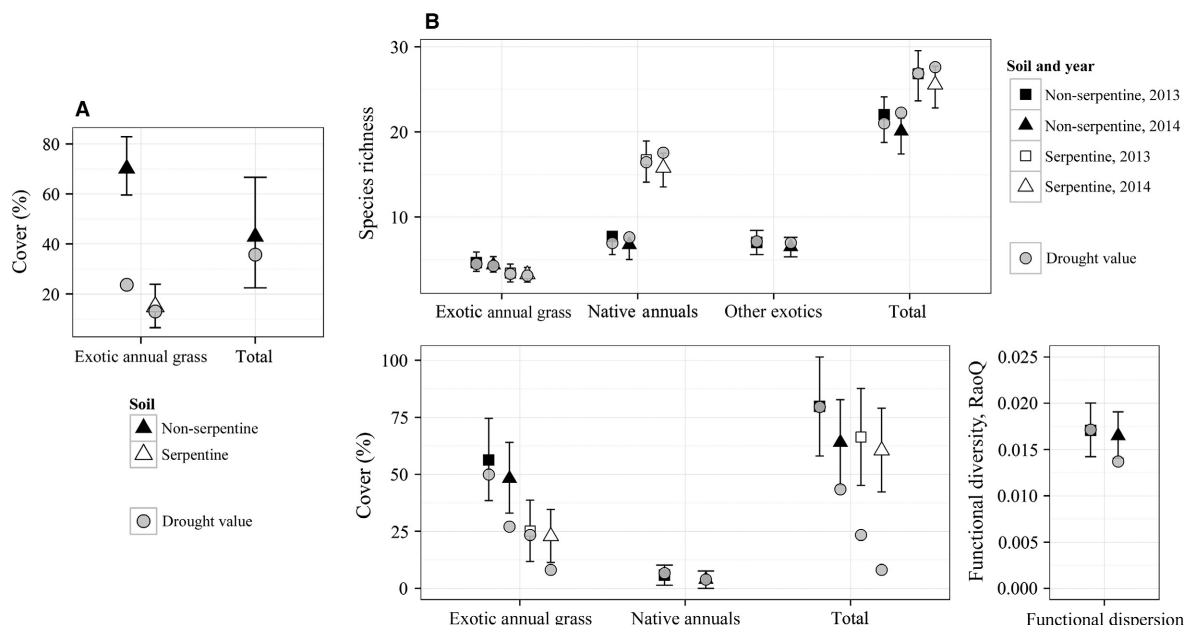 A
Cover (%)
80
60
40
20
Exotic annual grass
Total
Soil
Non-serpentine
Serpentine
Drought value
B
Species richness
30
20
10
Exotic annual grass
Native annuals
Other exotics
Total
Soil and year
Non-serpentine, 2013
Non-serpentine, 2014
Serpentine, 2013
Serpentine, 2014
Drought value
Cover (%)
100
75
50
25
0
Exotic annual grass
Native annuals
Total
Functional diversity, RaoQ
0.025
0.020
0.015
0.010
0.005
0.000
Functional dispersion